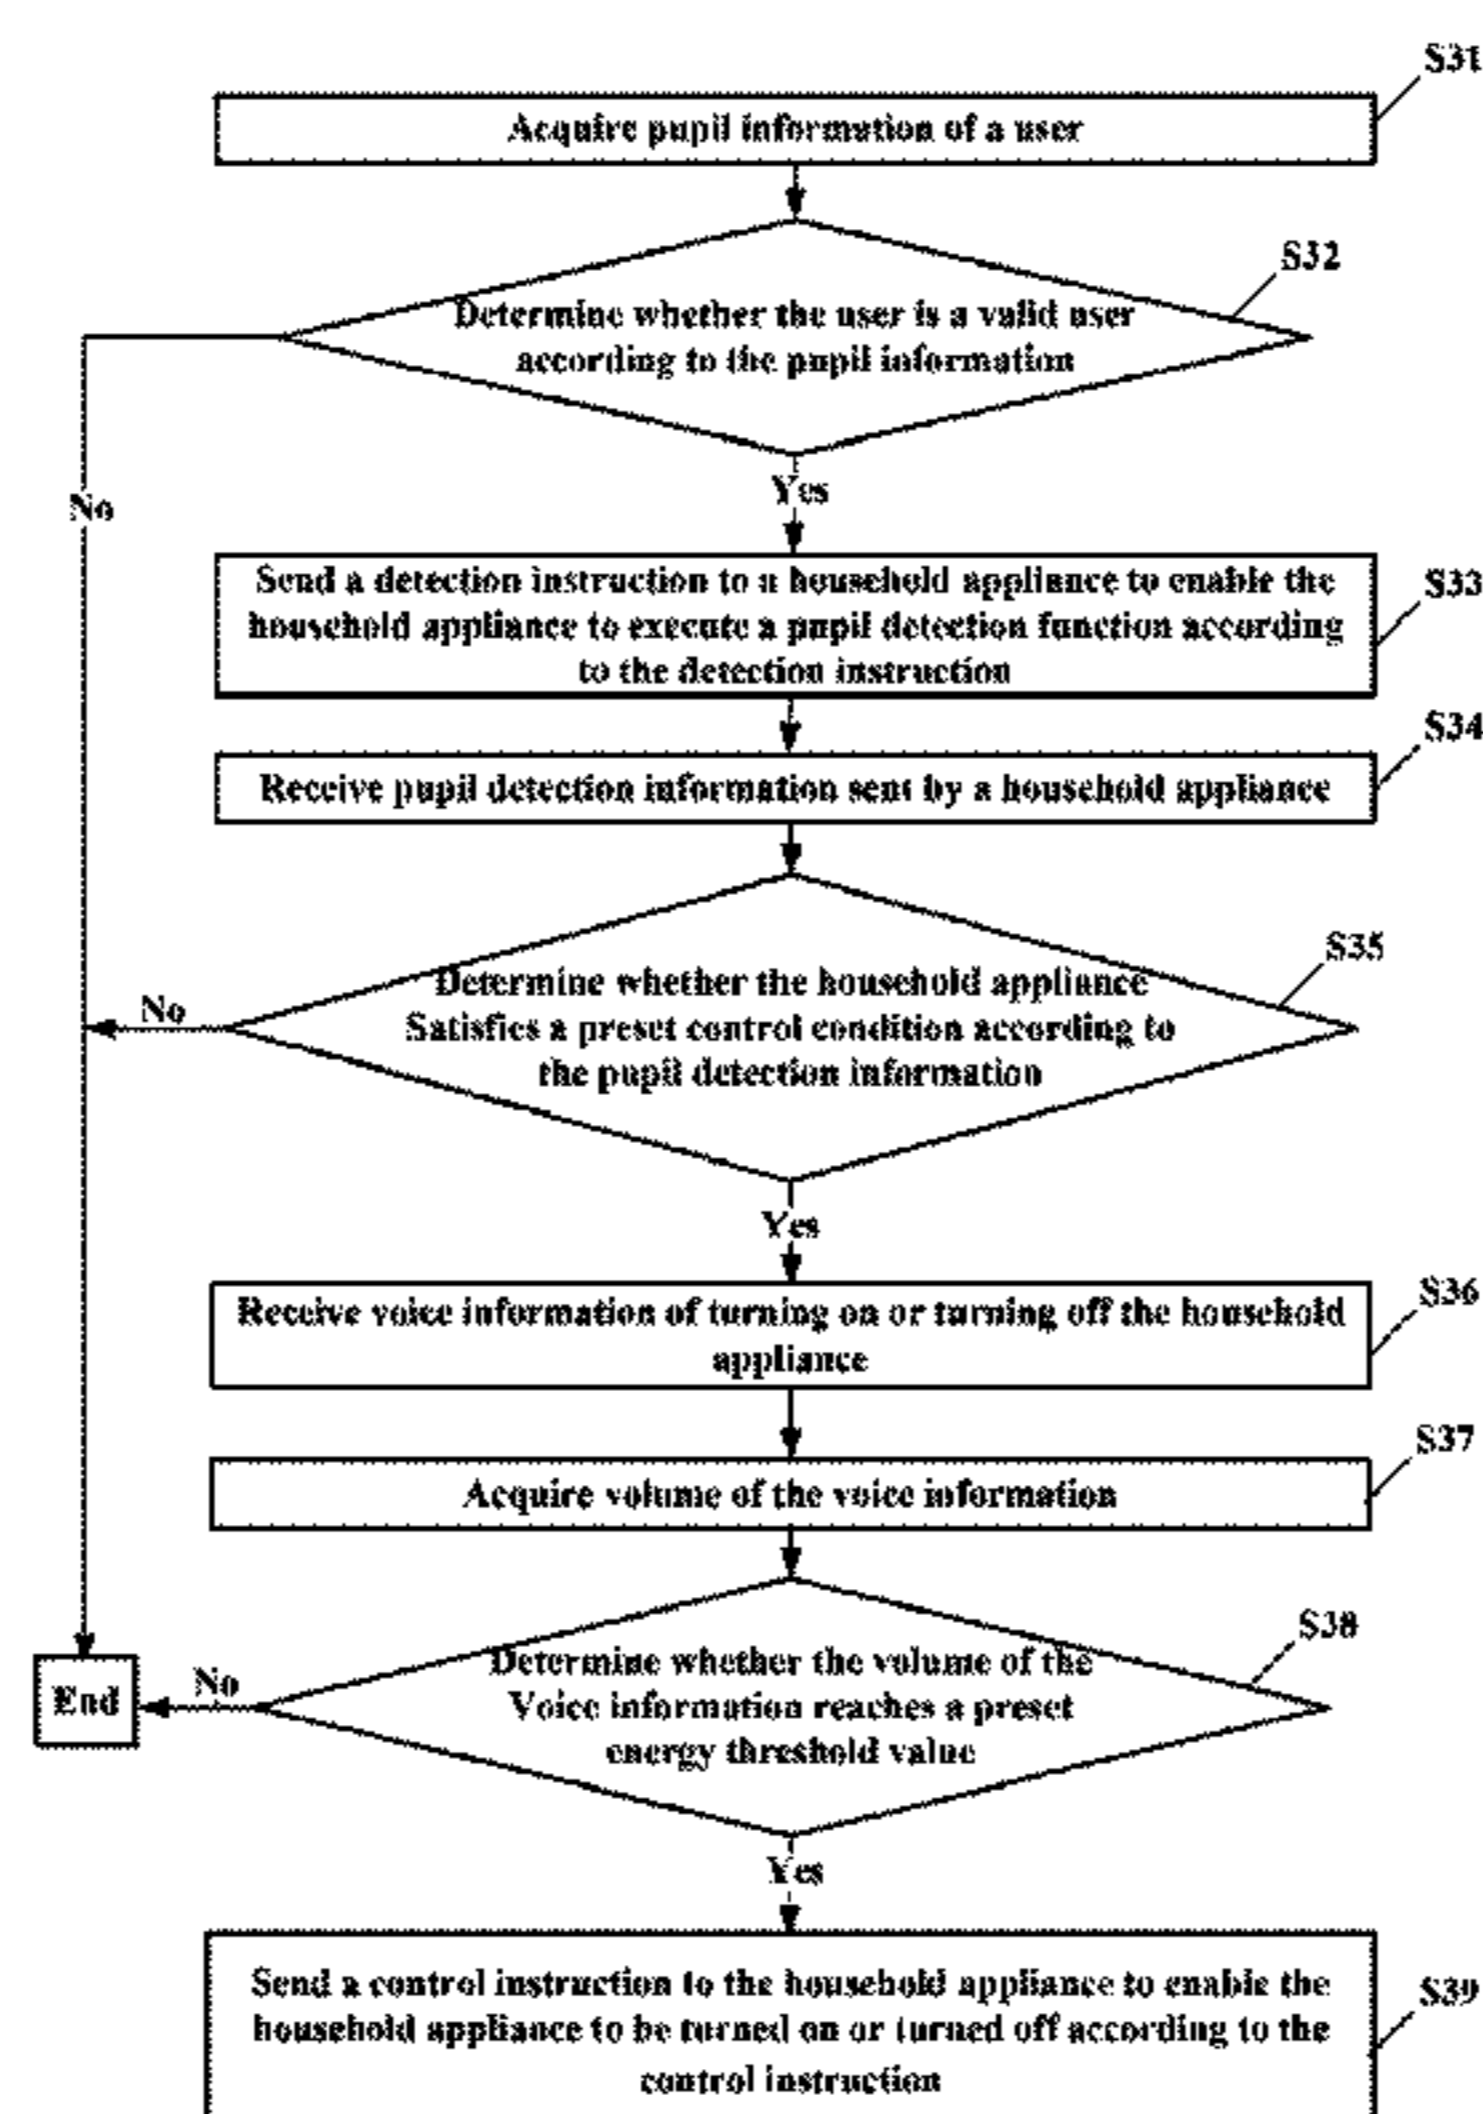 S31
Acquire pupil information of a user
S32
Determine whether the user is a valid user
according to the pupil information
No
Yes
Send a detection instruction to a household appliance to enable the
household appliance to execute a pupil detection function according
to the detection instruction
S33
S34
Receive pupil detection information sent by a household appliance
S35
Determine whether the household appliance
Satisfies a preset control condition according to
the pupil detection information
No
Yes
S36
Receive voice information of turning on or turning off the household
appliance
S37
Acquire volume of the voice information
S38
Determine whether the volume of the
Voice information reaches a preset
energy threshold value
No
End
Yes
Send a control instruction to the household appliance to enable the
household appliance to be turned on or turned off according to the
control instruction
S39